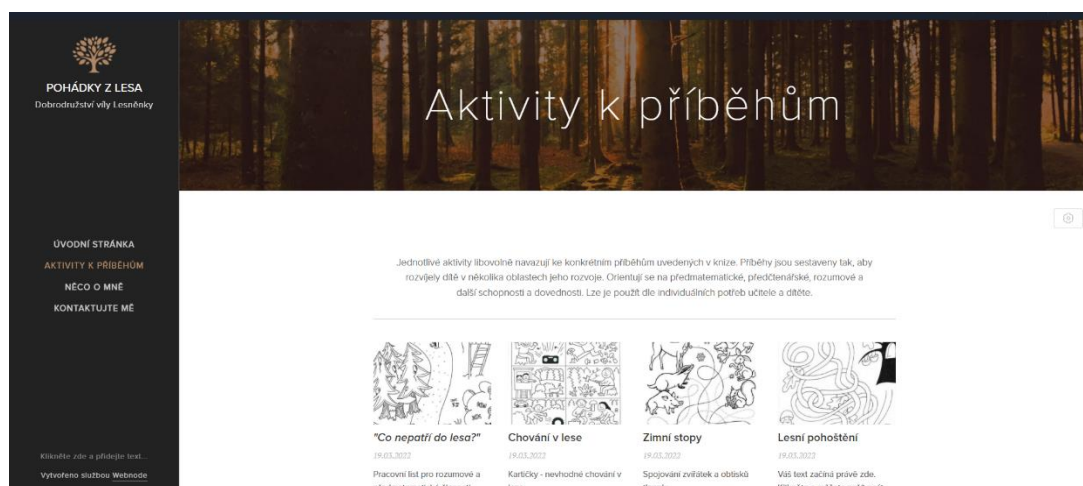 POHÁDKY Z LESA
Dobrodružství víly Lesněnky
Aktivity k příběhům
ÚVODNÍ STRÁNKA
AKTIVITY K PŘÍBĚHŮM
NĚCO O MNĚ
KONTAKTUJTE MĚ
Jednotlivé aktivity libovolně navazují ke konkrétním příběhům uvedených v knize. Příběhy jsou sestaveny tak, aby
rozvíjely dítě v několika oblastech jeho rozvoje. Orientují se na předmatematické, předčtenářské, rozumové a
další schopnosti a dovednosti. Lze je použít dle individuálních potřeb učitele a dítěte.
"Co nepatří do lesa?"
19.03.2022
Pracovní list pro rozumové a
Chování v lese
19.03.2022
Kartičky - nevhodné chování v
Zimní stopy
19.03.2022
Spojování zvířátek a obtisků
Lesní pohoštění
19.03.2022
Váš text začíná právě zde.
Klikněte zde a přidejte text...
Vytvořeno službou Webnode